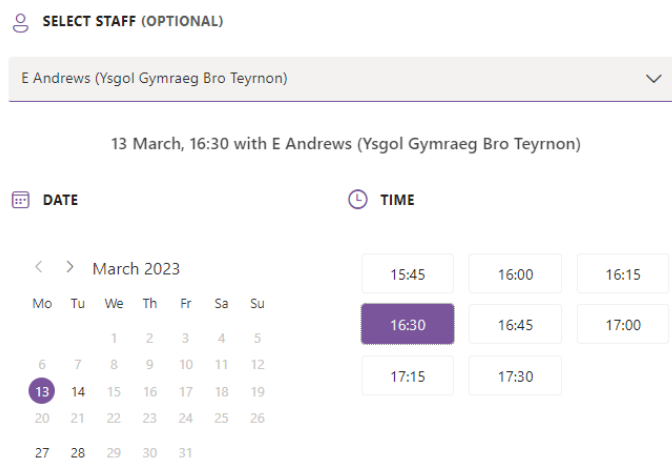 SELECT STAFF (OPTIONAL)
E Andrews (Ysgol Gymraeg Bro Teyrnon)
13 March, 16:30 with E Andrews (Ysgol Gymraeg Bro Teyrnon)
DATE
March 2023
Mo Tu We Th Fr Sa Su
1 2 3 4 5
6 7 8 9 10 11 12
13 14 15 16 17 18 19
20 21 22 23 24 25 26
27 28 29 30 31
TIME
15:45 16:00 16:15
16:30 16:45 17:00
17:15 17:30